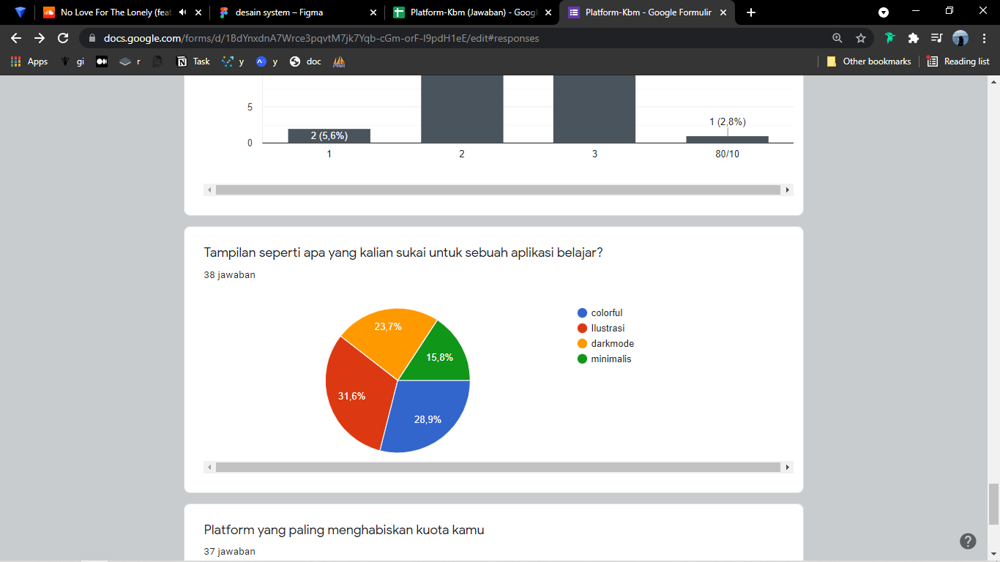 No Love For The Lonely (feat
desain system – Figma
Platform-Kbm (Jawaban) - Googl
Platform-Kbm - Google Formulir
docs.google.com/forms/d/1BdYnxdnA7Wrce3pqvtM7jk7Yqb-cGm-orF-I9pdH1eE/edit#responses
Apps
gi
r
Task
y
y
doc
Other bookmarks
Reading list
5
0
2 (5,6%)
1 (2,8%)
1
2
3
80/10
Tampilan seperti apa yang kalian sukai untuk sebuah aplikasi belajar?
38 jawaban
23,7%
15,8%
31,6%
28,9%
colorful
Ilustrasi
darkmode
minimalis
Platform yang paling menghabiskan kuota kamu
37 jawaban